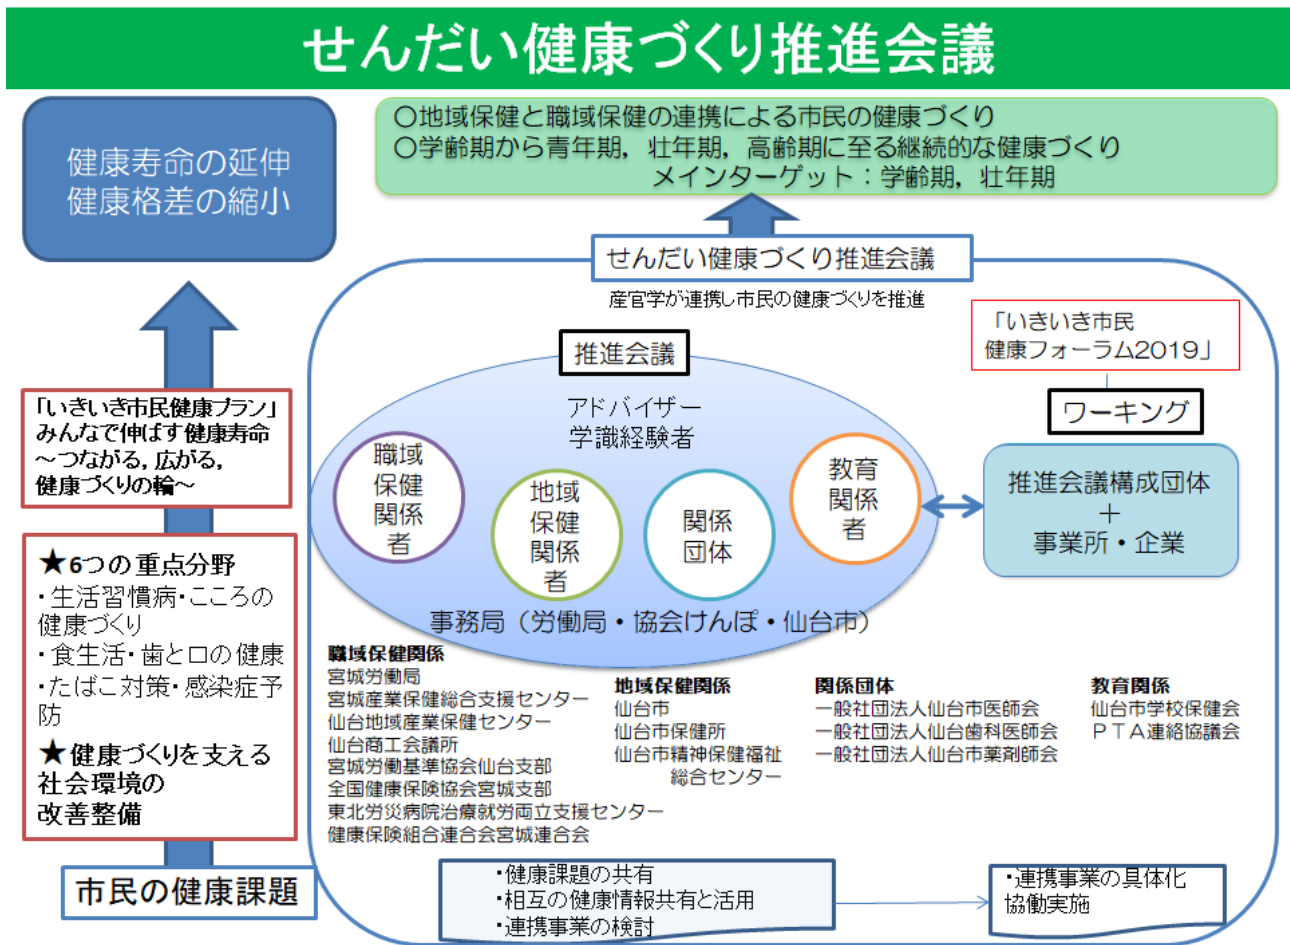 せんだい健康づくり推進会議
健康寿命の延伸
健康格差の縮小
〇地域保健と職域保健の連携による市民の健康づくり
〇学齢期から青年期，壮年期，高齢期に至る継続的な健康づくり
メインターゲット：学齢期，壮年期
せんだい健康づくり推進会議
産官学が連携し市民の健康づくりを推進
「いきいき市民
健康フォーラム2019」
推進会議
アドバイザー
学識経験者
職域
保健
関係
者
地域
保健
関係
者
関係
団体
教育
関係
者
事務局（労働局・協会けんぽ・仙台市）
ワーキング
推進会議構成団体
＋
事業所・企業
「いきいき市民健康プラン」
みんなで伸ばす健康寿命
～つながる，広がる，
健康づくりの輪～
★6つの重点分野
・生活習慣病・こころの
健康づくり
・食生活・歯と口の健康
・たばこ対策・感染症予
防
★健康づくりを支える
社会環境の
改善整備
市民の健康課題
職域保健関係
宮城労働局
宮城産業保健総合支援センター
仙台地域産業保健センター
仙台商工会議所
宮城労働基準協会仙台支部
全国健康保険協会宮城支部
東北労災病院治療就労両立支援センター
健康保険組合連合会宮城連合会
地域保健関係
仙台市
仙台市保健所
仙台市精神保健福祉
総合センター
関係団体
一般社団法人仙台市医師会
一般社団法人仙台歯科医師会
一般社団法人仙台市薬剤師会
教育関係
仙台市学校保健会
ＰＴＡ連絡協議会
・健康課題の共有
・相互の健康情報共有と活用
・連携事業の検討
・連携事業の具体化
協働実施